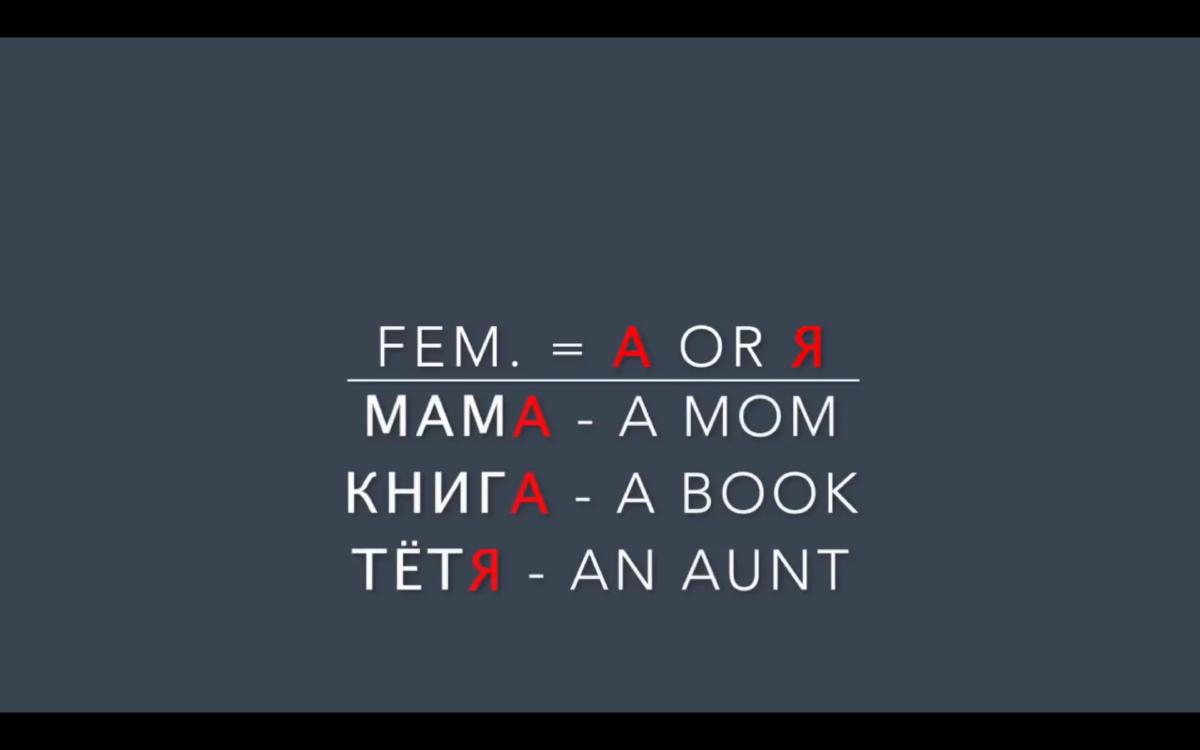 FEM. = А OR Я
МАМА - A MOM
КНИГА - A BOOK
ТЁТЯ - AN AUNT